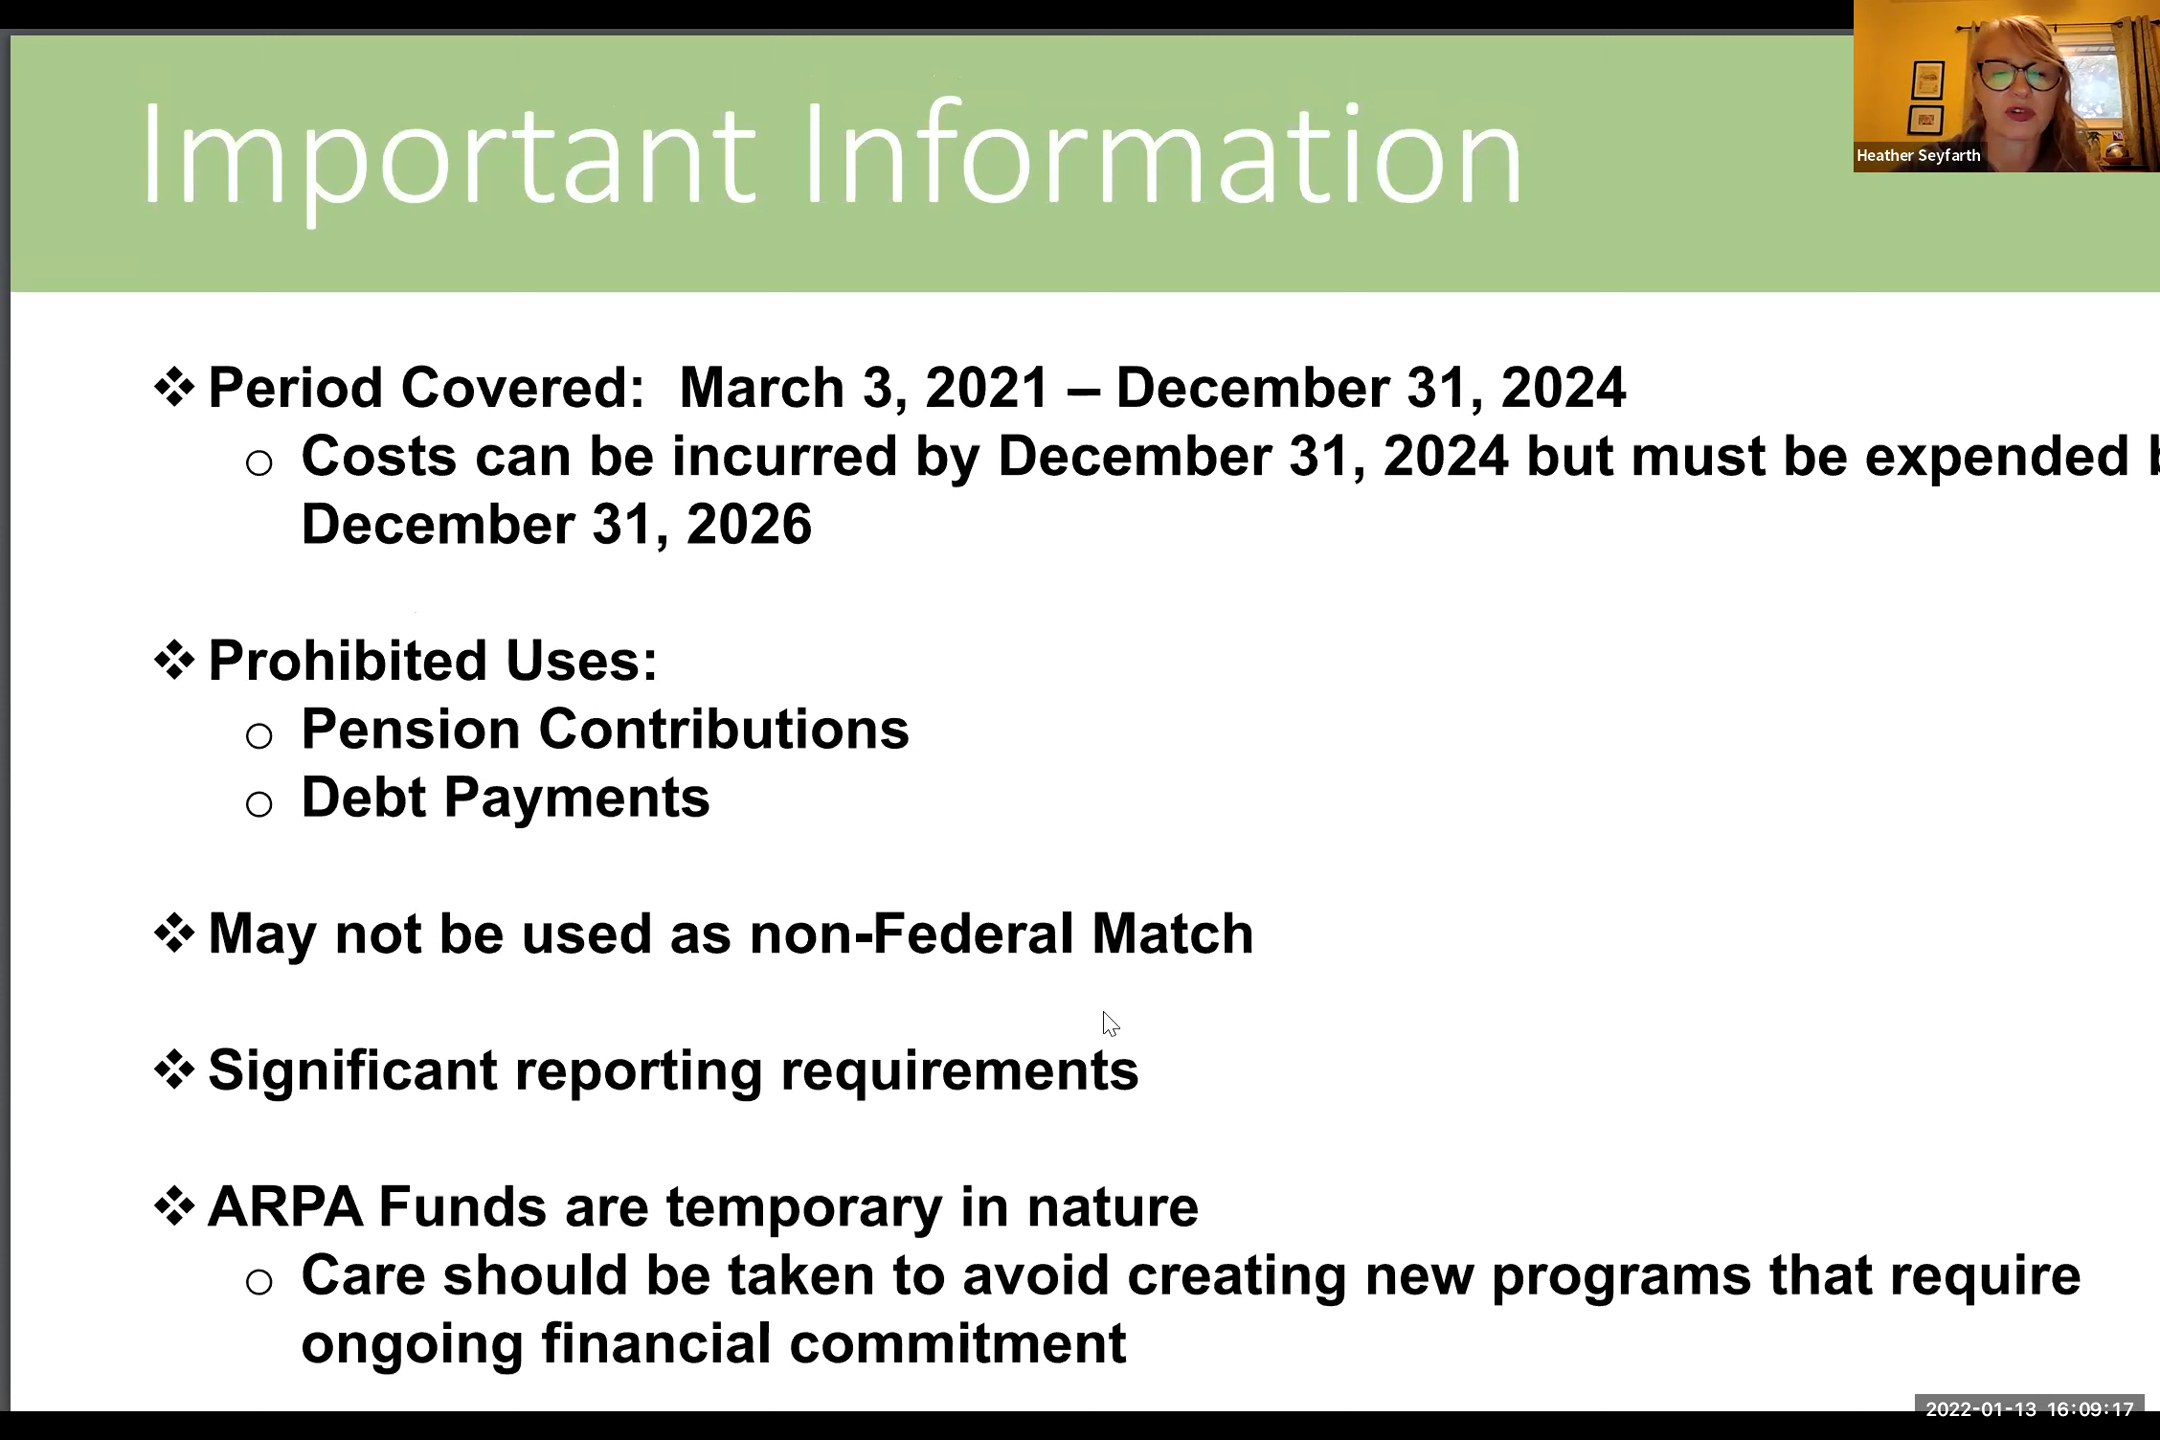 Important Information
Heather Seyfarth
❖ Period Covered:  March 3, 2021 – December 31, 2024
o Costs can be incurred by December 31, 2024 but must be expended
December 31, 2026
❖ Prohibited Uses:
o Pension Contributions
o Debt Payments
❖ May not be used as non-Federal Match
❖ Significant reporting requirements
❖ ARPA Funds are temporary in nature
o Care should be taken to avoid creating new programs that require
ongoing financial commitment
2022-01-13 16:09:17